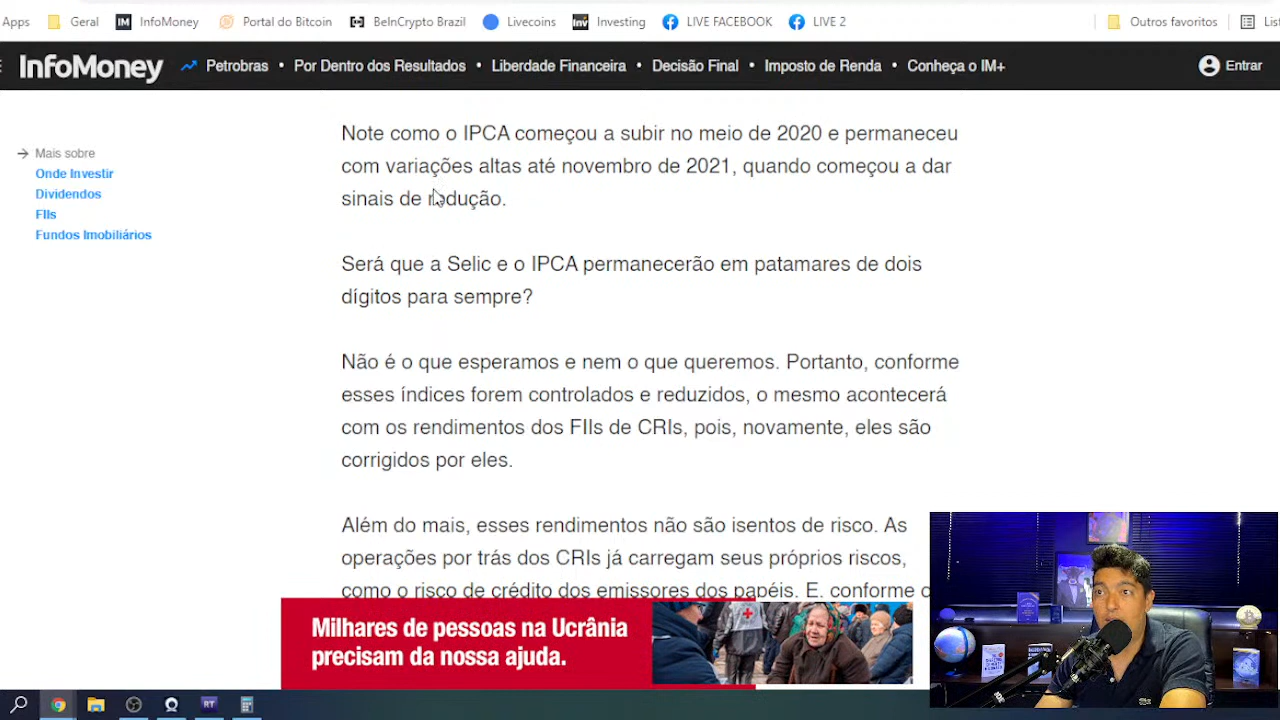 Apps Geral InfoMoney Portal do Bitcoin BeInCrypto Brazil Livecoins Investing LIVE FACEBOOK LIVE 2 Outros favoritos
InfoMoney Petrobras • Por Dentro dos Resultados • Liberdade Financeira • Decisão Final • Imposto de Renda • Conheça o IM+ Entrar
Mais sobre
Onde Investir
Dividendos
FIIs
Fundos Imobiliários
Note como o IPCA começou a subir no meio de 2020 e permaneceu
com variações altas até novembro de 2021, quando começou a dar
sinais de redução.
Será que a Selic e o IPCA permanecerão em patamares de dois
dígitos para sempre?
Não é o que esperamos e nem o que queremos. Portanto, conforme
esses índices forem controlados e reduzidos, o mesmo acontecerá
com os rendimentos dos FIIs de CRIs, pois, novamente, eles são
corrigidos por eles.
Além do mais, esses rendimentos não são isentos de risco. As
operações por trás dos CRIs já carregam seus próprios riscos,
como o risco de crédito dos emissores dos papéis. E, conforme
Milhares de pessoas na Ucrânia
precisam da nossa ajuda.
RT